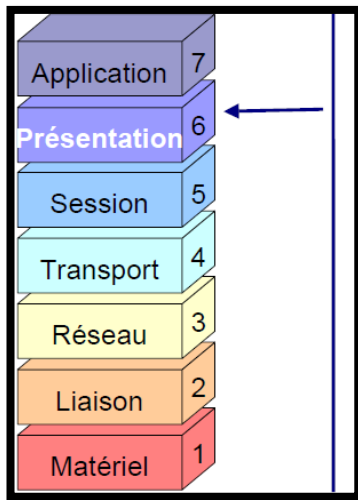 Application 7
Présentation 6
Session 5
Transport 4
Réseau 3
Liaison 2
Matériel 1